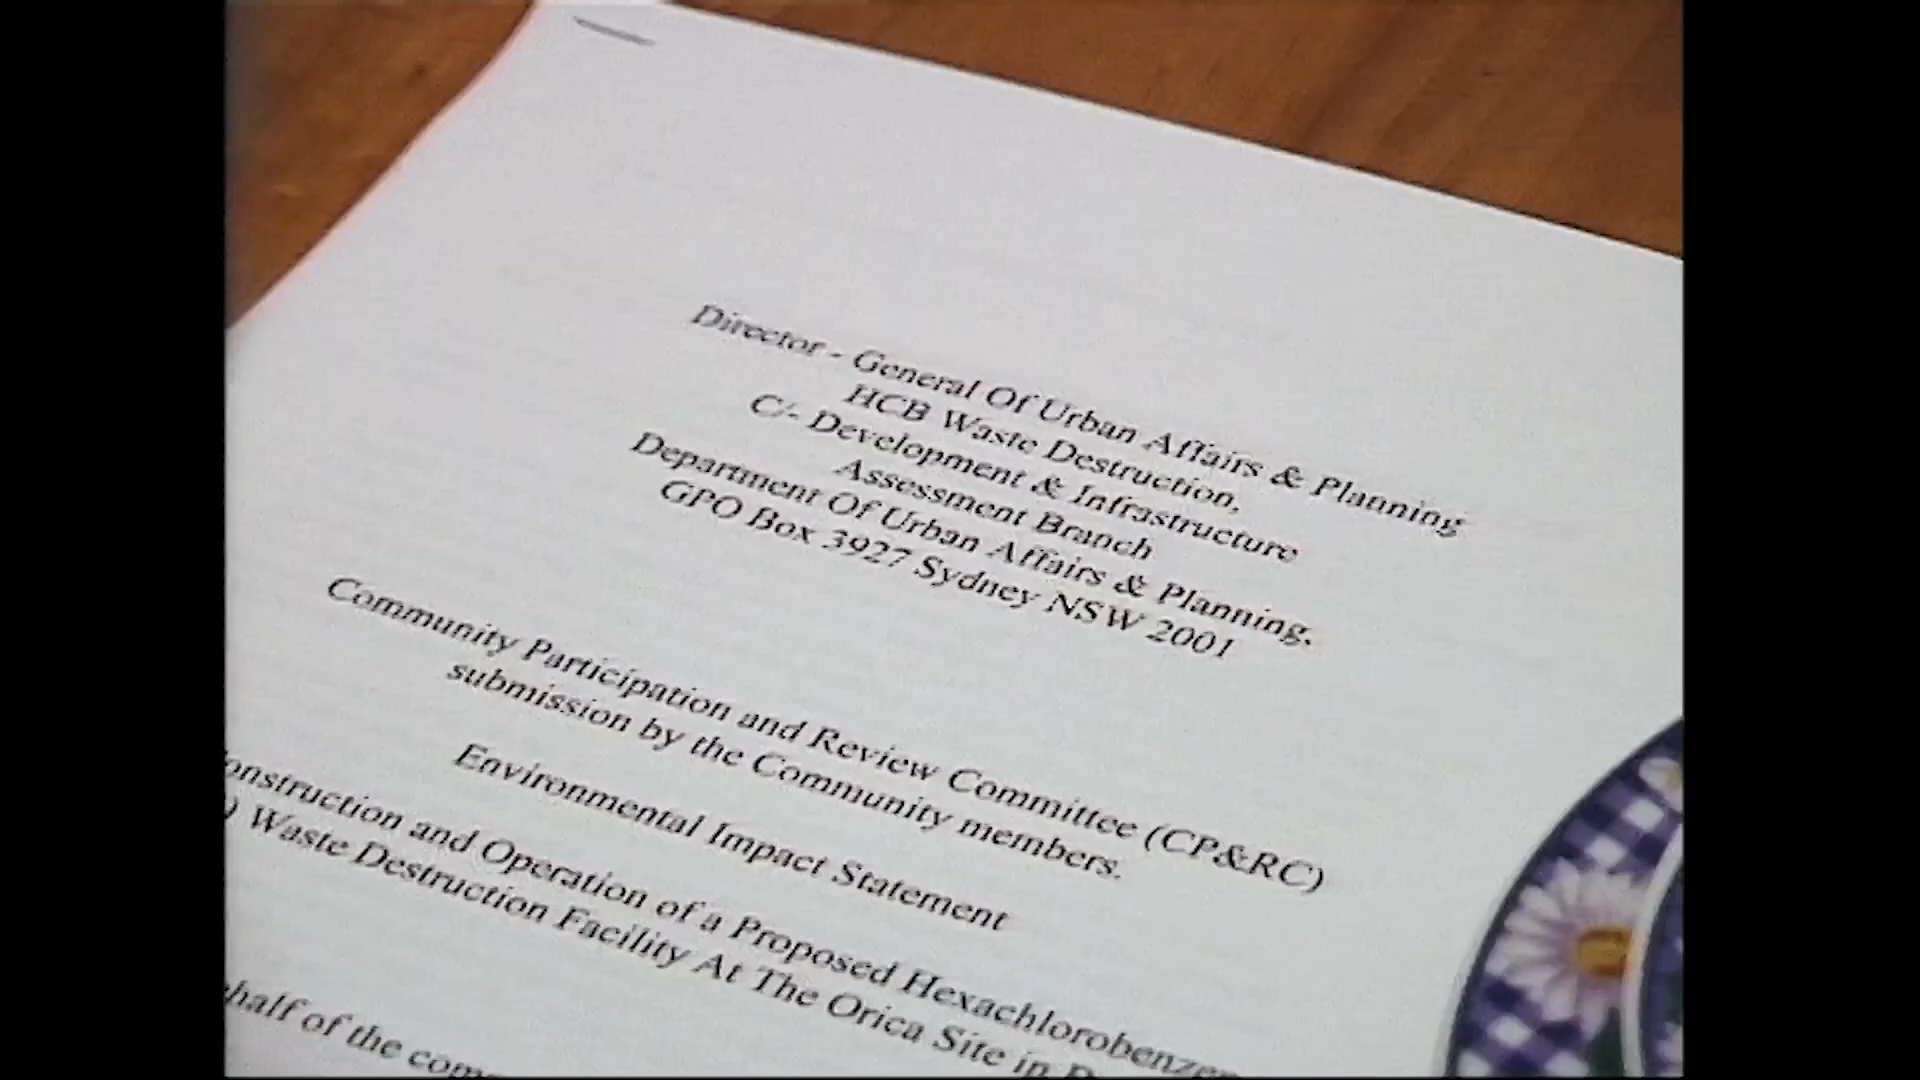 Director - General Of Urban Affairs & Planning
HCB Waste Destruction,
C/- Development & Infrastructure
Assessment Branch
Department Of Urban Affairs & Planning,
GPO Box 3927 Sydney NSW 2001
Community Participation and Review Committee (CP&RC)
submission by the Community members.
Environmental Impact Statement
onstruction and Operation of a Proposed Hexachlorobenzen
) Waste Destruction Facility At The Orica Site in
half of the com